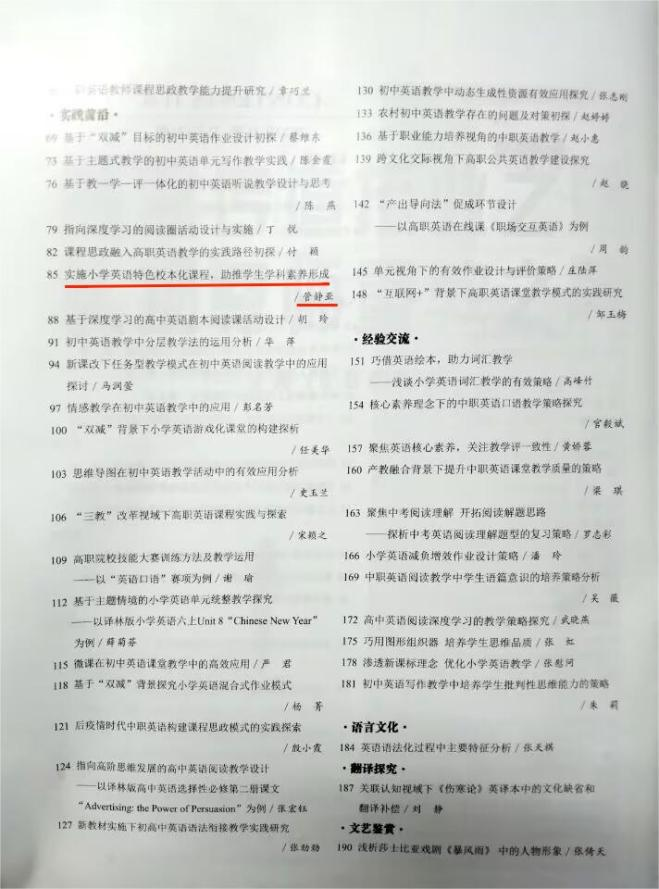 职英语教师课程思政教学能力提升研究 / 章巧兰
·实践前沿·
69 基于“双减”目标的初中英语作业设计初探 / 蔡维东
73 基于主题式教学的初中英语单元写作教学实践 / 陈金霞
76 基于教—学—评一体化的初中英语听说教学设计与思考
/ 陈 燕
79 指向深度学习的阅读圈活动设计与实施 / 丁 悦
82 课程思政融入高职英语教学的实践路径初探 / 付 颖
85 实施小学英语特色校本化课程，助推学生学科素养形成
/ 管静亚
88 基于深度学习的高中英语剧本阅读课活动设计 / 胡 玲
91 初中英语教学中分层教学法的运用分析 / 华 萍
94 新课改下任务型教学模式在初中英语阅读教学中的应用
探讨 / 马润萤
97 情感教学在初中英语教学中的应用 / 彭名芳
100 “双减”背景下小学英语游戏化课堂的构建探析
/ 任美华
103 思维导图在初中英语教学活动中的有效应用分析
/ 史玉兰
106 “三教”改革视域下高职英语课程实践与探索
/ 宋颖之
109 高职院校技能大赛训练方法及教学运用
——以“英语口语”赛项为例 / 谢 瑜
112 基于主题情境的小学英语单元统整教学探究
——以译林版小学英语六上Unit 8“Chinese New Year”
为例 / 薛菊芬
115 微课在初中英语课堂教学中的高效应用 / 严 君
118 基于“双减”背景探究小学英语混合式作业模式
/ 杨 菁
121 后疫情时代中职英语构建课程思政模式的实践探索
/ 殷小霞
124 指向高阶思维发展的高中英语阅读教学设计
——以译林版高中英语选择性必修第二册课文
“Advertising: the Power of Persuasion”为例 / 张宏钰
127 新教材实施下初高中英语语法衔接教学实践研究
/ 张劲劲
130 初中英语教学中动态生成性资源有效应用探究 / 张志刚
133 农村初中英语教学存在的问题及对策初探 / 赵婷婷
136 基于职业能力培养视角的中职英语教学 / 赵小惠
139 跨文化交际视角下高职公共英语教学建设探究
/ 赵 晓
142 “产出导向法”促成环节设计
——以高职英语在线课《职场交互英语》为例
/ 周 韵
145 单元视角下的有效作业设计与评价策略 / 庄陆萍
148 “互联网+”背景下高职英语课堂教学模式的实践研究
/ 邹玉梅
·经验交流·
151 巧借英语绘本，助力词汇教学
——浅谈小学英语词汇教学的有效策略 / 高峰竹
154 核心素养理念下的中职英语口语教学策略探究
/ 官毅斌
157 聚焦英语核心素养，关注教学评一致性 / 黄娇蓉
160 产教融合背景下提升中职英语课堂教学质量的策略
/ 梁 琪
163 聚焦中考阅读理解 开拓阅读解题思路
——探析中考英语阅读理解题型的复习策略 / 罗志彩
166 小学英语减负增效作业设计策略 / 潘 玲
169 中职英语阅读教学中学生语篇意识的培养策略分析
/ 吴 薇
172 高中英语阅读深度学习的教学策略探究 / 武晓燕
175 巧用图形组织器 培养学生思维品质 / 张 虹
178 渗透新课标理念 优化小学英语教学 / 张慰河
181 初中英语写作教学中培养学生批判性思维能力的策略
/ 朱 莉
·语言文化·
184 英语语法化过程中主要特征分析 / 张天祺
·翻译探究·
187 关联认知视域下《伤寒论》英译本中的文化缺省和
翻译补偿 / 刘 静
·文艺鉴赏·
190 浅析莎士比亚戏剧《暴风雨》中的人物形象 / 张倚天